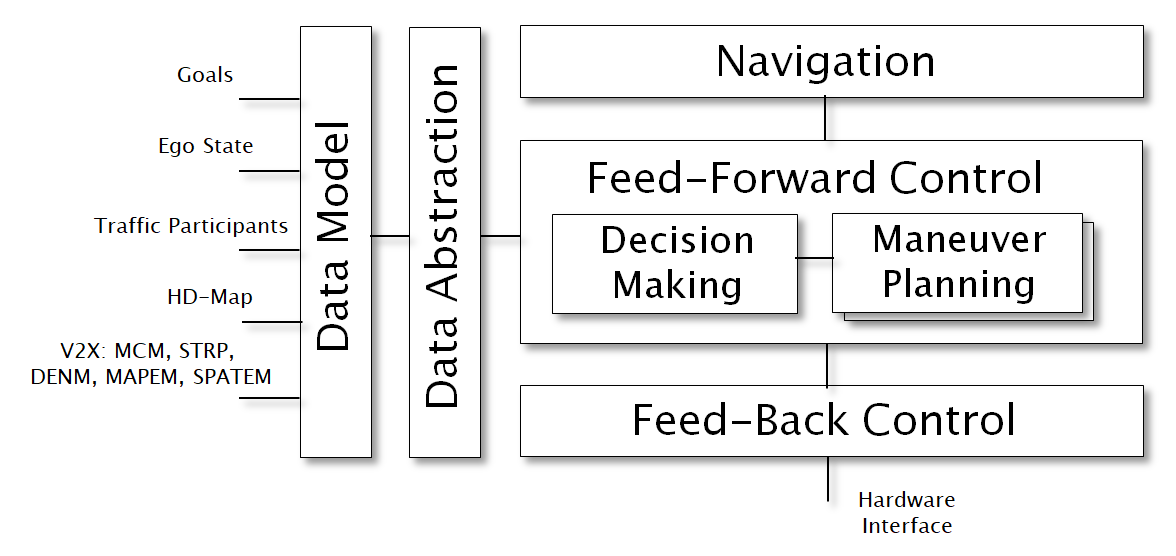 Goals
Ego State
Traffic Participants
HD-Map
V2X: MCM, STRP,
DENM, MAPEM, SPATEM
Data Model
Data Abstraction
Navigation
Feed-Forward Control
Decision
Making
Maneuver
Planning
Feed-Back Control
Hardware
Interface